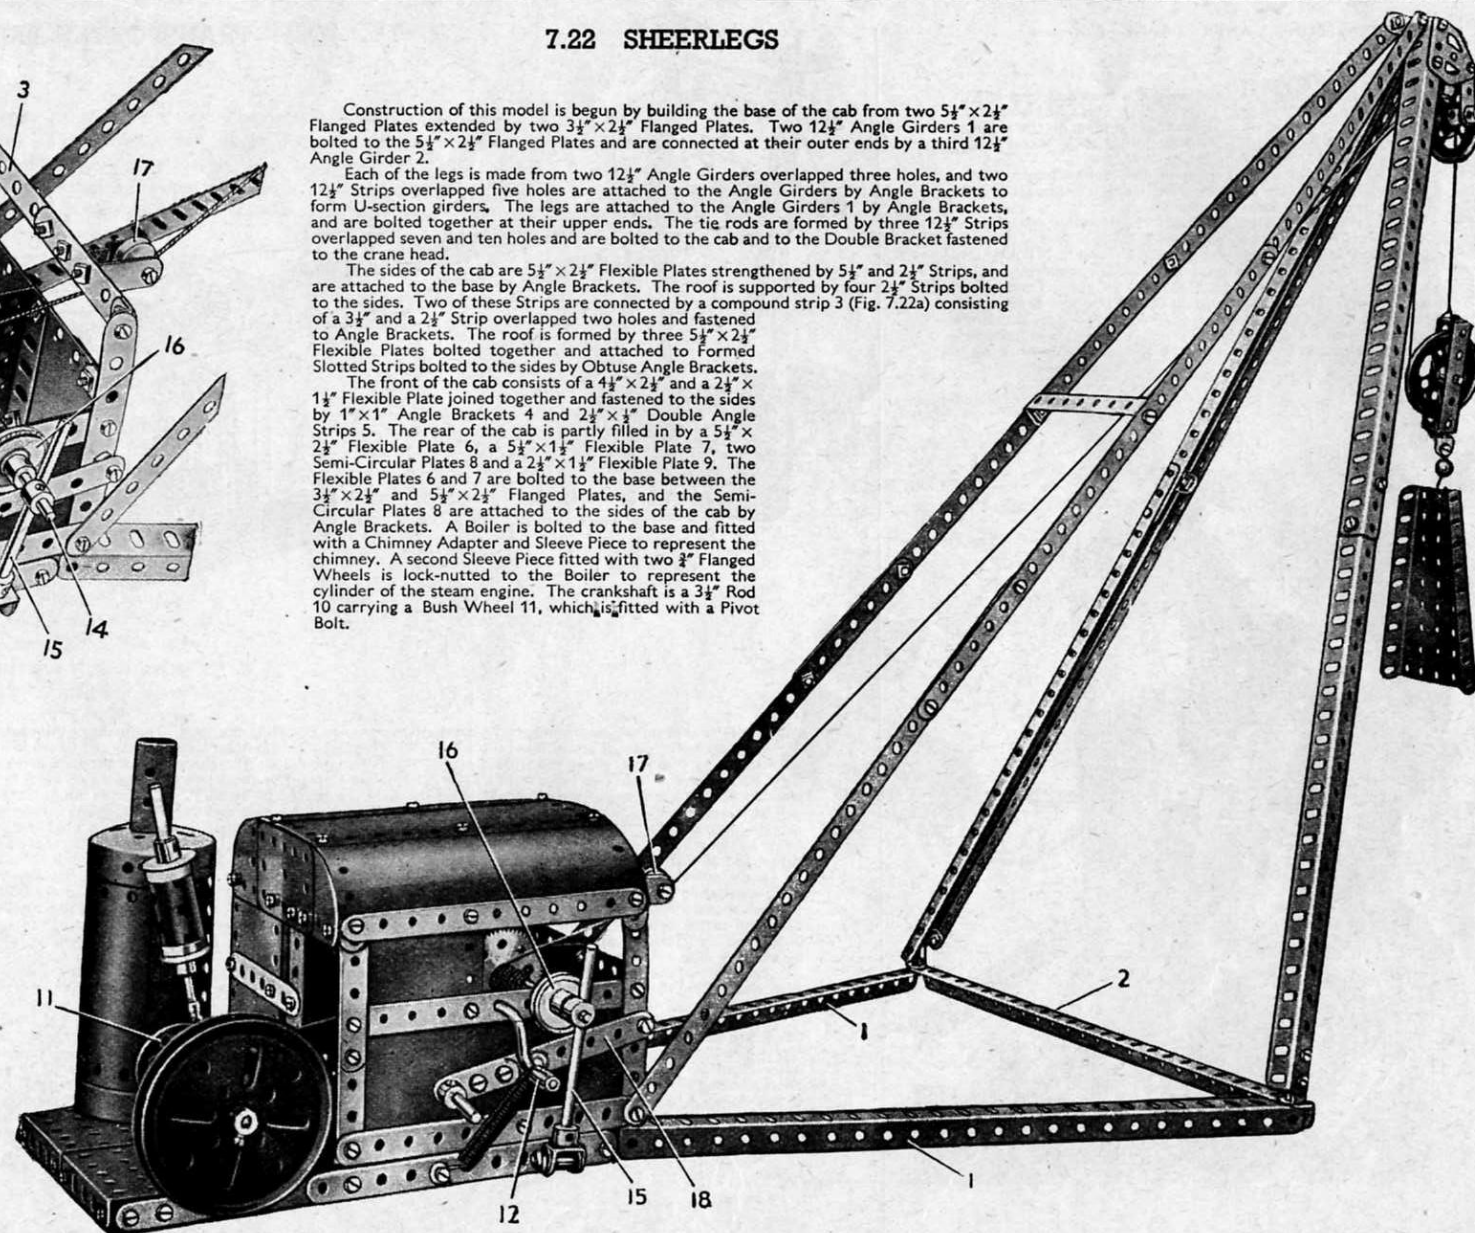 7.22 SHEERLEGS
Construction of this model is begun by building the base of the cab from two 5½″×2½″
Flanged Plates extended by two 3½″×2½″ Flanged Plates. Two 12½″ Angle Girders 1 are
bolted to the 5½″×2½″ Flanged Plates and are connected at their outer ends by a third 12½″
Angle Girder 2.
Each of the legs is made from two 12½″ Angle Girders overlapped three holes, and two
12½″ Strips overlapped five holes are attached to the Angle Girders by Angle Brackets to
form U-section girders. The legs are attached to the Angle Girders 1 by Angle Brackets,
and are bolted together at their upper ends. The tie rods are formed by three 12½″ Strips
overlapped seven and ten holes and are bolted to the cab and to the Double Bracket fastened
to the crane head.
The sides of the cab are 5½″×2½″ Flexible Plates strengthened by 5½″ and 2½″ Strips, and
are attached to the base by Angle Brackets. The roof is supported by four 2½″ Strips bolted
to the sides. Two of these Strips are connected by a compound strip 3 (Fig. 7.22a) consisting
of a 3½″ and a 2½″ Strip overlapped two holes and fastened
to Angle Brackets. The roof is formed by three 5½″×2½″
Flexible Plates bolted together and attached to Formed
Slotted Strips bolted to the sides by Obtuse Angle Brackets.
The front of the cab consists of a 4½″×2½″ and a 2½″×
1½″ Flexible Plate joined together and fastened to the sides
by 1″×1″ Angle Brackets 4 and 2½″×½″ Double Angle
Strips 5. The rear of the cab is partly filled in by a 5½″×
2½″ Flexible Plate 6, a 5½″×1½″ Flexible Plate 7, two
Semi-Circular Plates 8 and a 2½″×1½″ Flexible Plate 9. The
Flexible Plates 6 and 7 are bolted to the base between the
3½″×2½″ and 5½″×2½″ Flanged Plates, and the Semi-
Circular Plates 8 are attached to the sides of the cab by
Angle Brackets. A Boiler is bolted to the base and fitted
with a Chimney Adapter and Sleeve Piece to represent the
chimney. A second Sleeve Piece fitted with two ¾″ Flanged
Wheels is lock-nutted to the Boiler to represent the
cylinder of the steam engine. The crankshaft is a 3½″ Rod
10 carrying a Bush Wheel 11, which is fitted with a Pivot
Bolt.
3
17
16
14
15
16
17
11
2
1
1
12
15
18